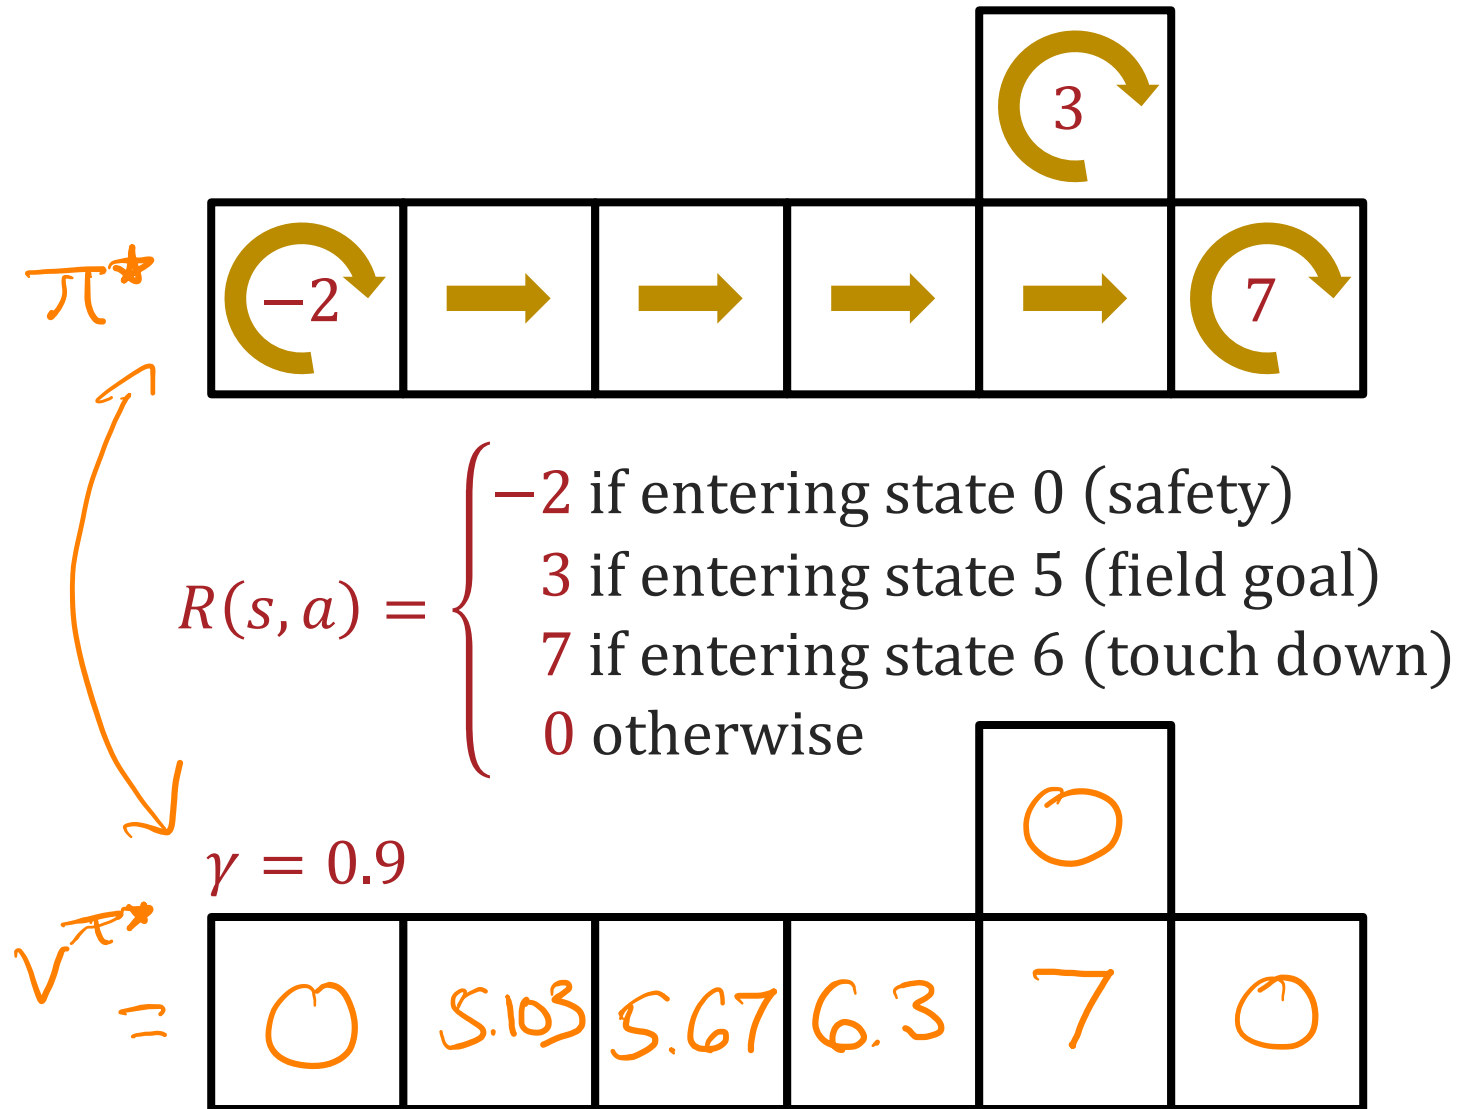 3
π* −2 7
−2 if entering state 0 (safety)
3 if entering state 5 (field goal)
R(s, a) =
7 if entering state 6 (touch down)
0 otherwise
0
γ = 0.9
V^π* = 0 5.103 5.67 6.3 7 0